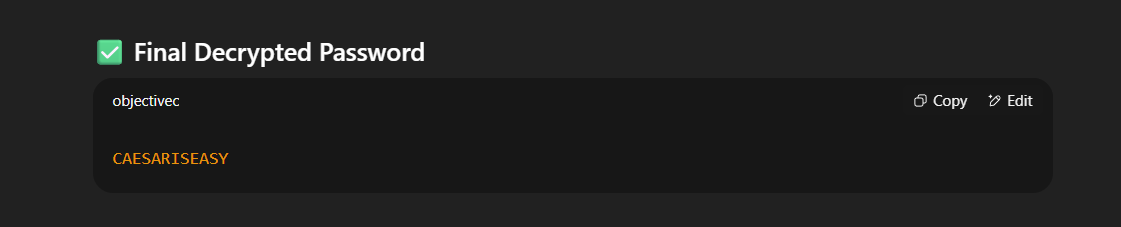 ✅ Final Decrypted Password
objectivec Copy Edit
CAESARISEASY